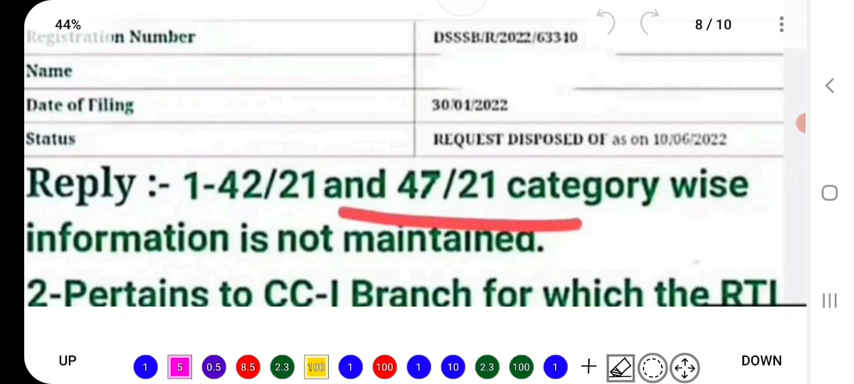 44%
8 / 10
Registration Number DSSSB/R/2022/63340
Name
Date of Filing 30/01/2022
Status REQUEST DISPOSED OF as on 10/06/2022
Reply :- 1-42/21 and 47/21 category wise
information is not maintained.
2-Pertains to CC-I Branch for which the RTI
UP 1 5 0.5 8.5 2.3 100 1 100 1 10 2.3 100 1 DOWN